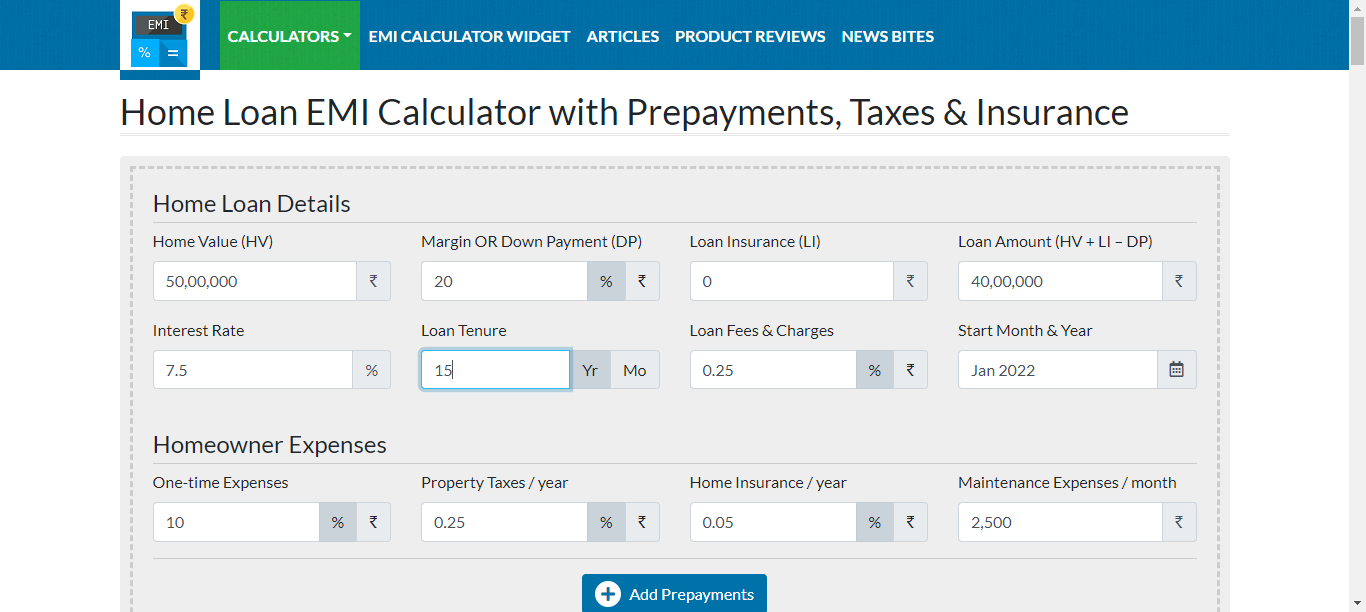 EMI ₹
% =
CALCULATORS EMI CALCULATOR WIDGET ARTICLES PRODUCT REVIEWS NEWS BITES
Home Loan EMI Calculator with Prepayments, Taxes & Insurance
Home Loan Details
Home Value (HV) Margin OR Down Payment (DP) Loan Insurance (LI) Loan Amount (HV + LI – DP)
50,00,000 ₹ 20 % ₹ 0 ₹ 40,00,000 ₹
Interest Rate Loan Tenure Loan Fees & Charges Start Month & Year
7.5 % 15 Yr Mo 0.25 % ₹ Jan 2022
Homeowner Expenses
One-time Expenses Property Taxes / year Home Insurance / year Maintenance Expenses / month
10 % ₹ 0.25 % ₹ 0.05 % ₹ 2,500 ₹
Add Prepayments